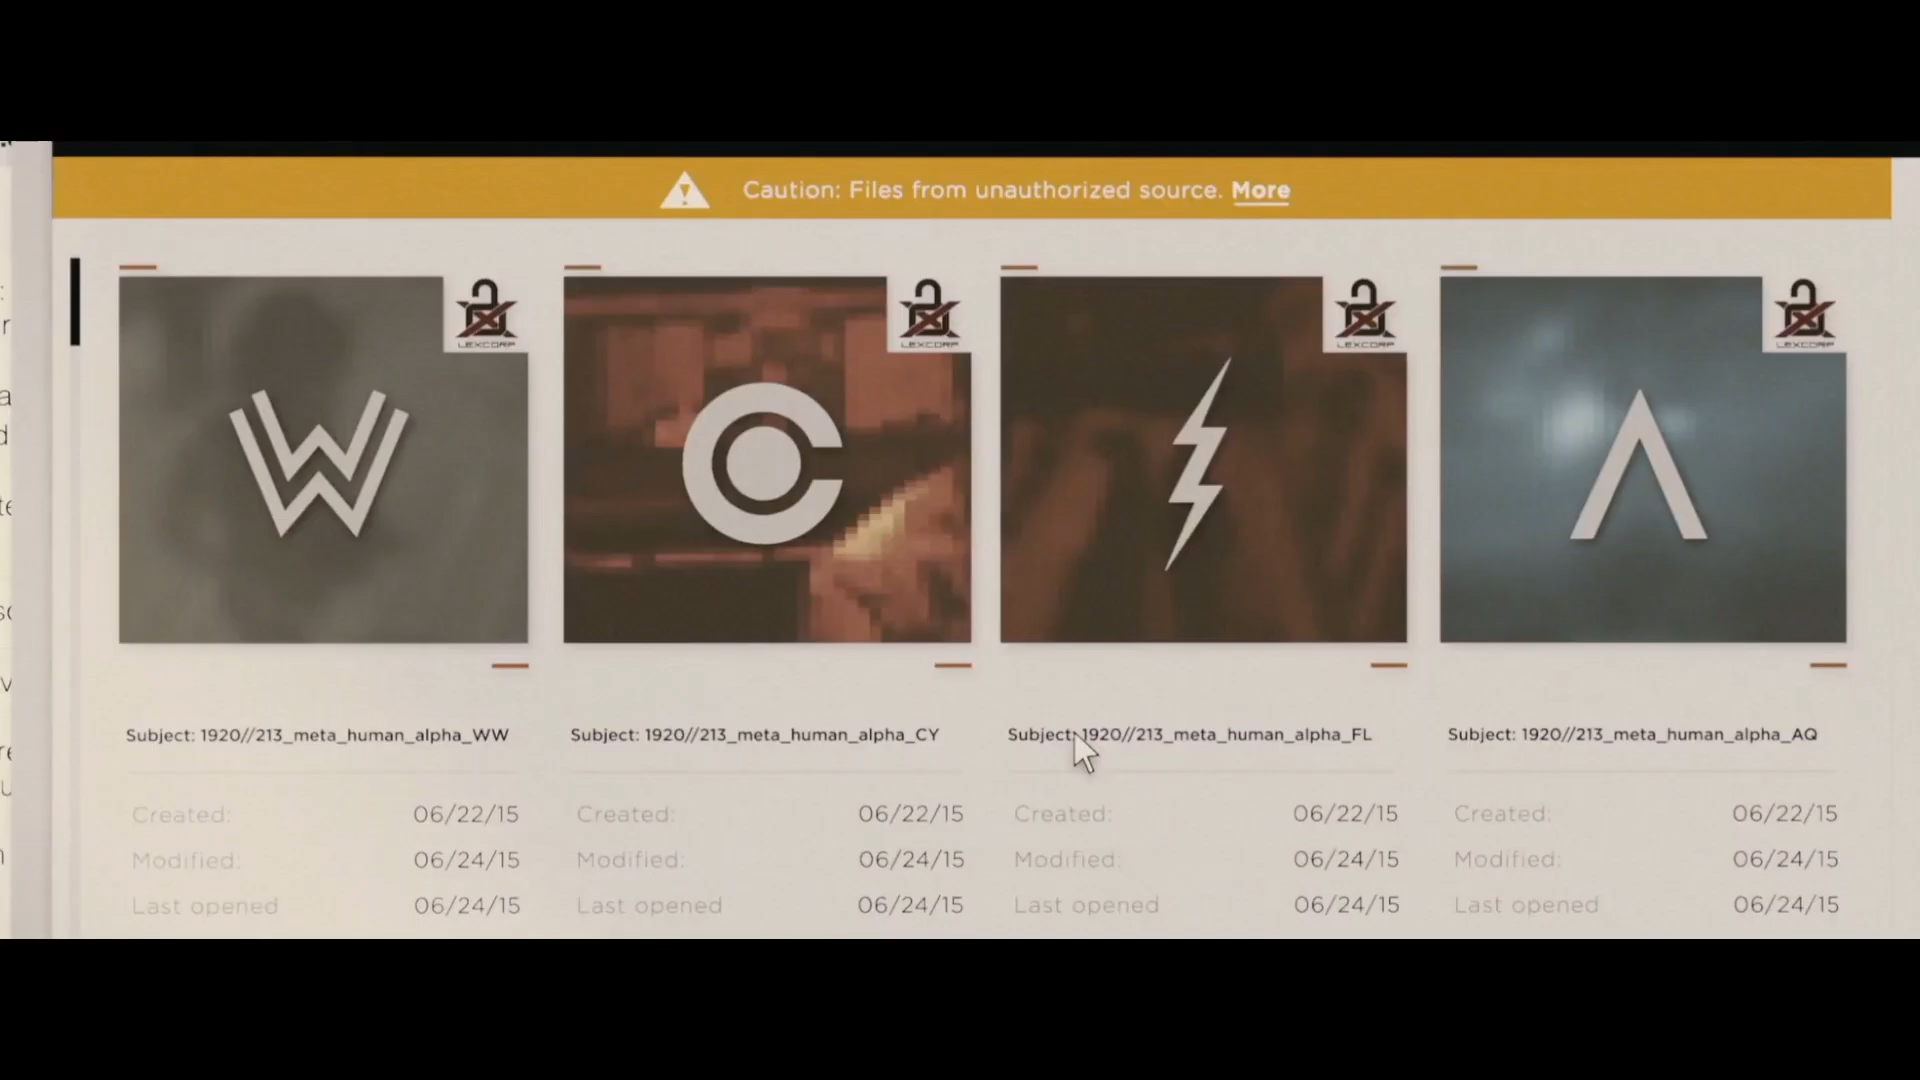 Caution: Files from unauthorized source. More
LEXCORP LEXCORP LEXCORP LEXCORP
Subject: 1920//213_meta_human_alpha_WW
Created: 06/22/15
Modified: 06/24/15
Last opened 06/24/15
Subject: 1920//213_meta_human_alpha_CY
Created: 06/22/15
Modified: 06/24/15
Last opened 06/24/15
Subject: 1920//213_meta_human_alpha_FL
Created: 06/22/15
Modified: 06/24/15
Last opened 06/24/15
Subject: 1920//213_meta_human_alpha_AQ
Created: 06/22/15
Modified: 06/24/15
Last opened 06/24/15